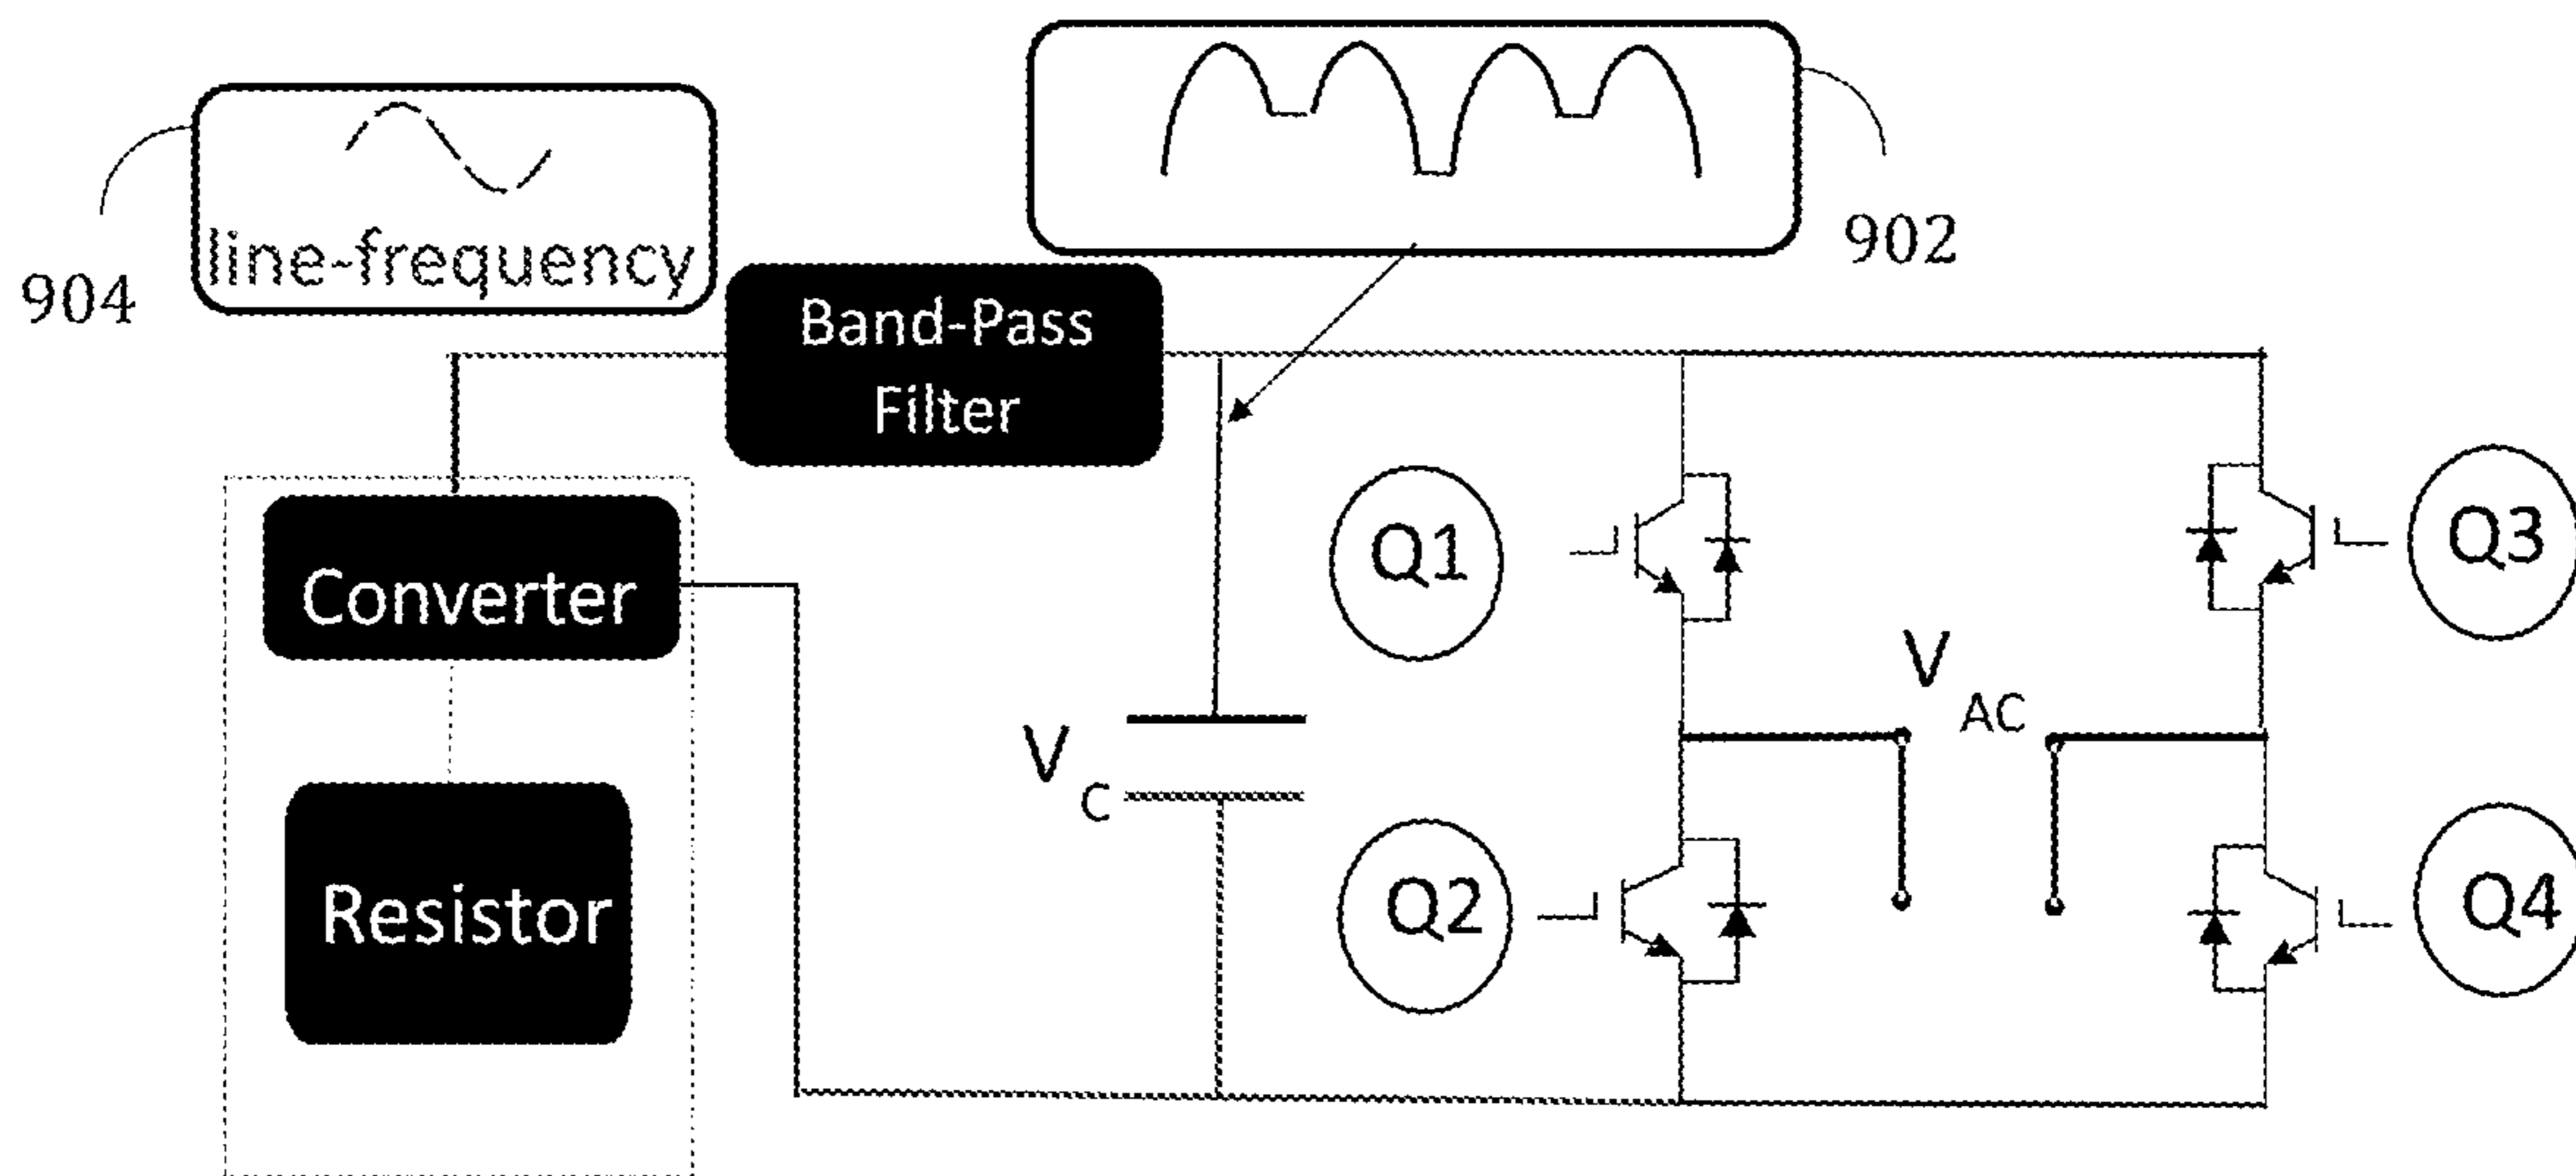 line-frequency
904
902
Band-Pass
Filter
Converter
Resistor
V
C
Q1
Q2
V
AC
Q3
Q4